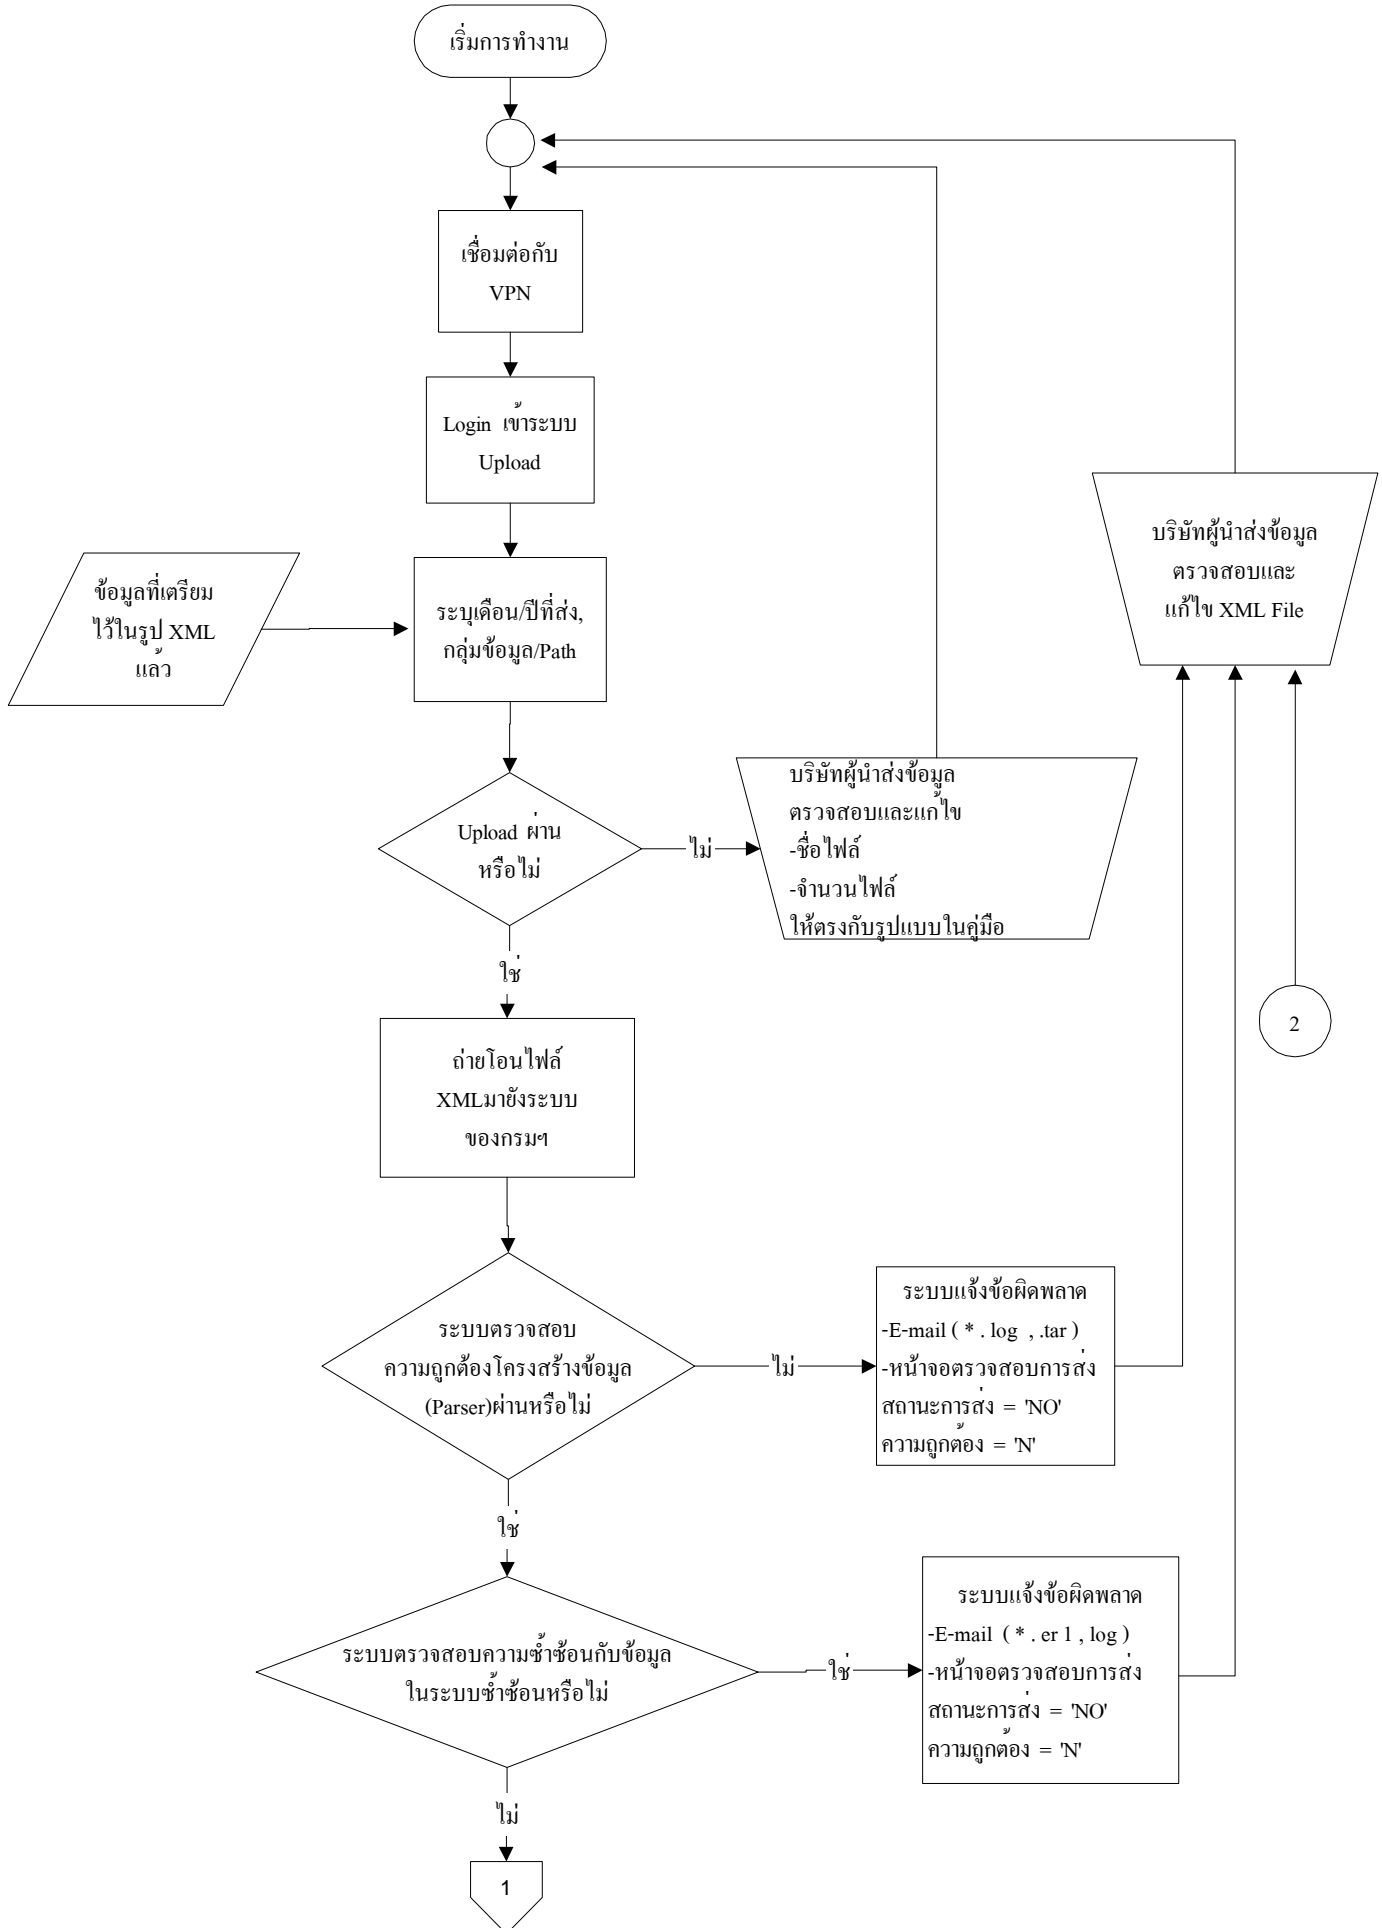 เริ่มการทำงาน
เชื่อมต่อกับ
VPN
Login เข้าระบบ
Upload
ข้อมูลที่เตรียม
ไว้ในรูป XML
แล้ว
ระบุเดือน/ปีที่ส่ง,
กลุ่มข้อมูล/Path
บริษัทผู้นำส่งข้อมูล
ตรวจสอบและ
แก้ไข XML File
Upload ผ่าน
หรือไม่
ไม่
บริษัทผู้นำส่งข้อมูล
ตรวจสอบและแก้ไข
-ชื่อไฟล์
-จำนวนไฟล์
ให้ตรงกับรูปแบบในคู่มือ
ใช่
2
ถ่ายโอนไฟล์
XMLมายังระบบ
ของกรมฯ
ระบบตรวจสอบ
ความถูกต้องโครงสร้างข้อมูล
(Parser)ผ่านหรือไม่
ไม่
ระบบแจ้งข้อผิดพลาด
-E-mail ( * . log , .tar )
-หน้าจอตรวจสอบการส่ง
สถานะการส่ง = 'NO'
ความถูกต้อง = 'N'
ใช่
ระบบตรวจสอบความซ้ำซ้อนกับข้อมูล
ในระบบซ้ำซ้อนหรือไม่
ใช่
ระบบแจ้งข้อผิดพลาด
-E-mail ( * . er 1 , log )
-หน้าจอตรวจสอบการส่ง
สถานะการส่ง = 'NO'
ความถูกต้อง = 'N'
ไม่
1